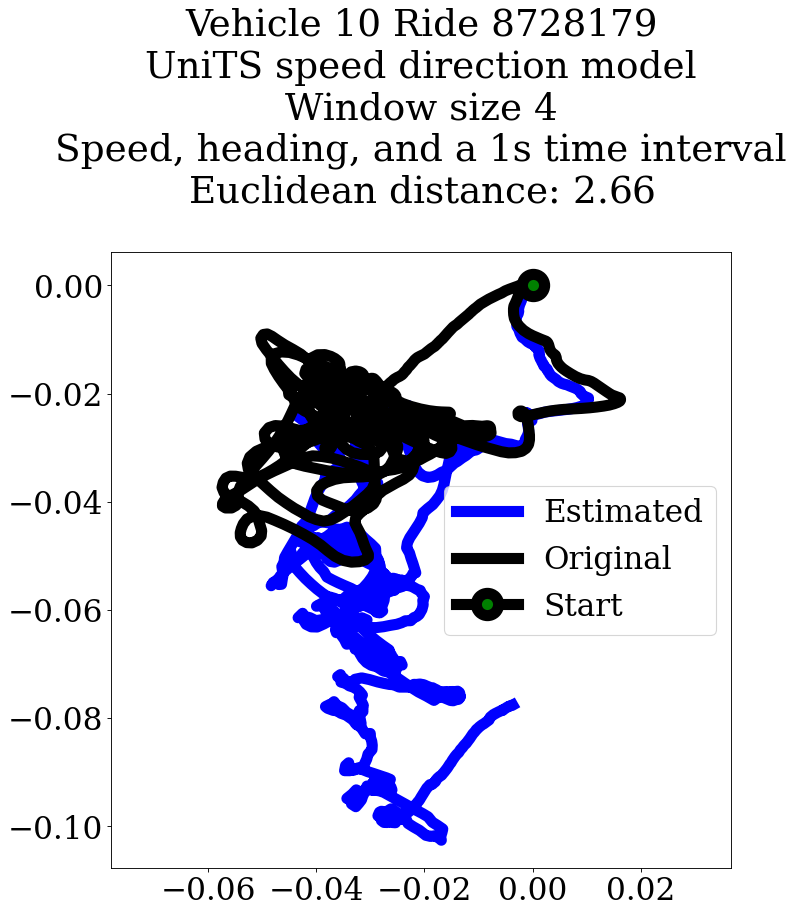 Vehicle 10 Ride 8728179
UniTS speed direction model
Window size 4
Speed, heading, and a 1s time interval
Euclidean distance: 2.66
0.00
−0.02
−0.04
−0.06
−0.08
−0.10
Estimated
Original
Start
−0.06
−0.04
−0.02
0.00
0.02